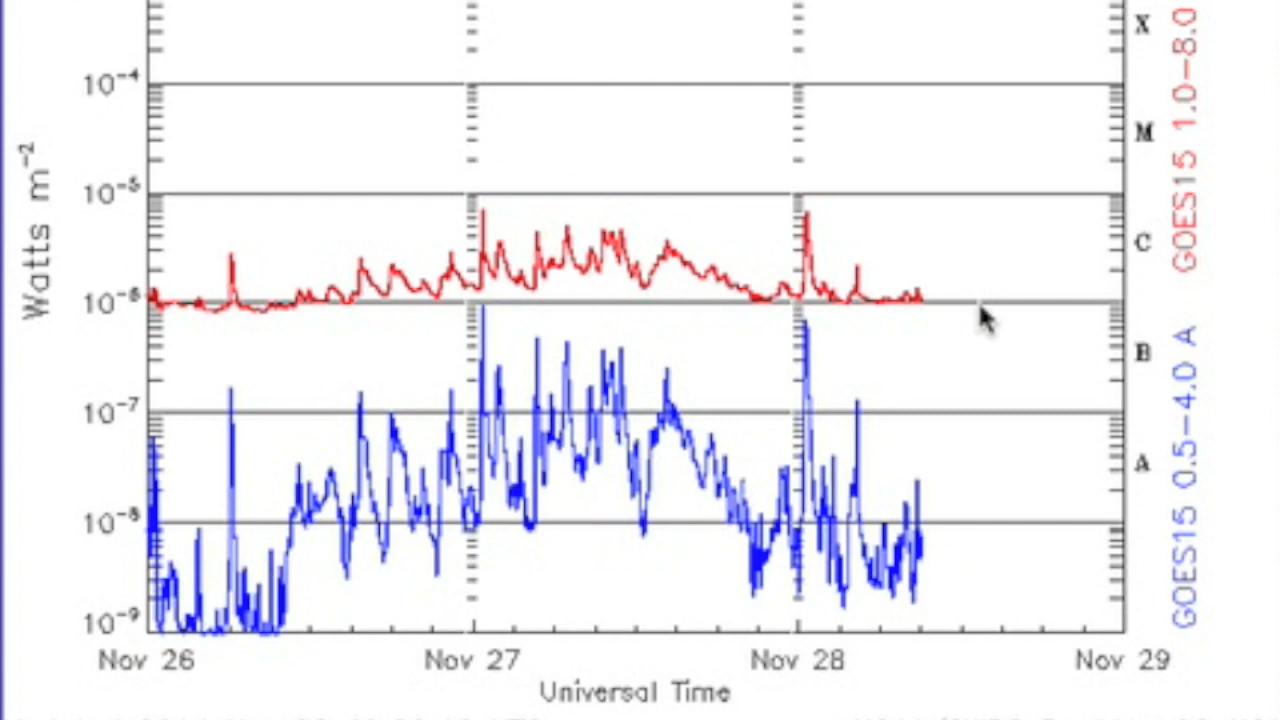 X
10⁻⁴
M
10⁻⁵
C
10⁻⁶
B
10⁻⁷
A
10⁻⁸
10⁻⁹
Watts m⁻²
Nov 26 Nov 27 Nov 28 Nov 29
Universal Time
GOES15 1.0–8.0
GOES15 0.5–4.0 A